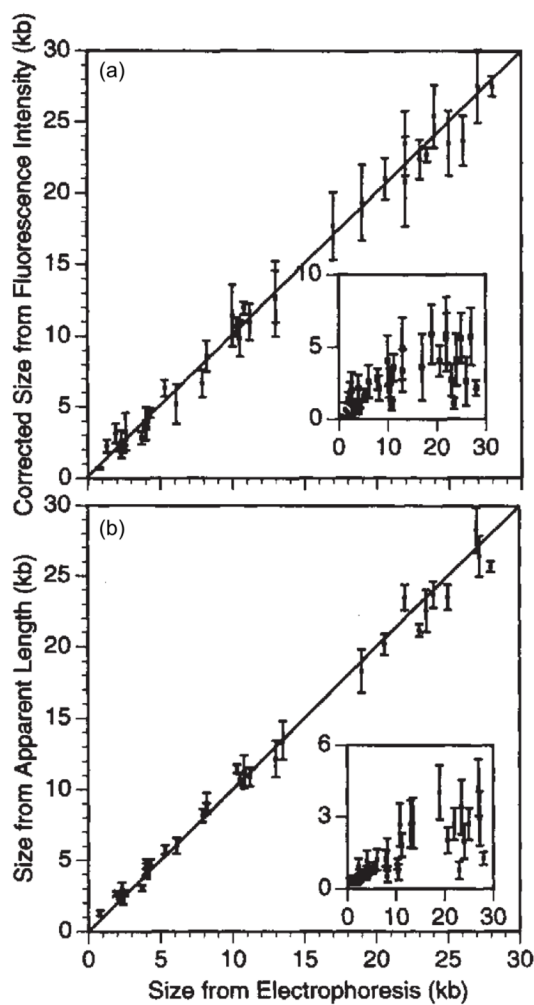 30
(a)
25
20
15
10
5
0
Corrected Size from Fluorescence Intensity (kb)
10
5
0
0 10 20 30
30
(b)
25
20
15
10
5
0
Size from Apparent Length (kb)
6
3
0
0 10 20 30
0 5 10 15 20 25 30
Size from Electrophoresis (kb)